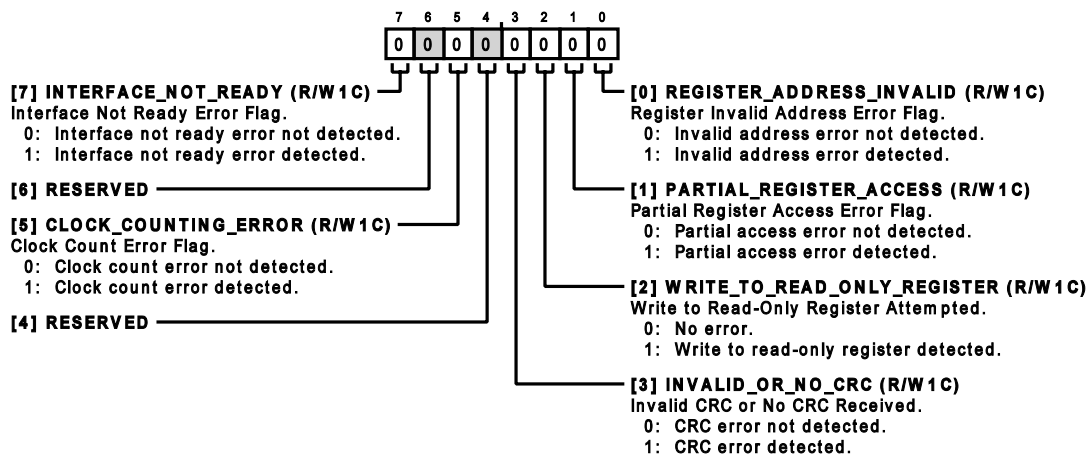 7 6 5 4 3 2 1 0
0 0 0 0 0 0 0 0
[7] INTERFACE_NOT_READY (R/W1C)
Interface Not Ready Error Flag.
0: Interface not ready error not detected.
1: Interface not ready error detected.
[6] RESERVED
[5] CLOCK_COUNTING_ERROR (R/W1C)
Clock Count Error Flag.
0: Clock count error not detected.
1: Clock count error detected.
[4] RESERVED
[0] REGISTER_ADDRESS_INVALID (R/W1C)
Register Invalid Address Error Flag.
0: Invalid address error not detected.
1: Invalid address error detected.
[1] PARTIAL_REGISTER_ACCESS (R/W1C)
Partial Register Access Error Flag.
0: Partial access error not detected.
1: Partial access error detected.
[2] WRITE_TO_READ_ONLY_REGISTER (R/W1C)
Write to Read-Only Register Attempted.
0: No error.
1: Write to read-only register detected.
[3] INVALID_OR_NO_CRC (R/W1C)
Invalid CRC or No CRC Received.
0: CRC error not detected.
1: CRC error detected.